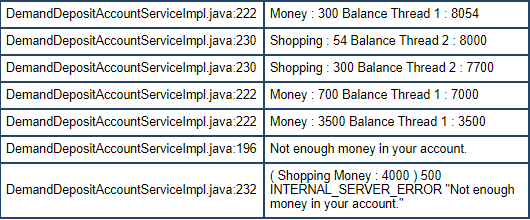 DemandDepositAccountServiceImpl.java:222 Money : 300 Balance Thread 1 : 8054
DemandDepositAccountServiceImpl.java:230 Shopping : 54 Balance Thread 2 : 8000
DemandDepositAccountServiceImpl.java:230 Shopping : 300 Balance Thread 2 : 7700
DemandDepositAccountServiceImpl.java:222 Money : 700 Balance Thread 1 : 7000
DemandDepositAccountServiceImpl.java:222 Money : 3500 Balance Thread 1 : 3500
DemandDepositAccountServiceImpl.java:196 Not enough money in your account.
DemandDepositAccountServiceImpl.java:232 ( Shopping Money : 4000 ) 500
INTERNAL_SERVER_ERROR "Not enough
money in your account."